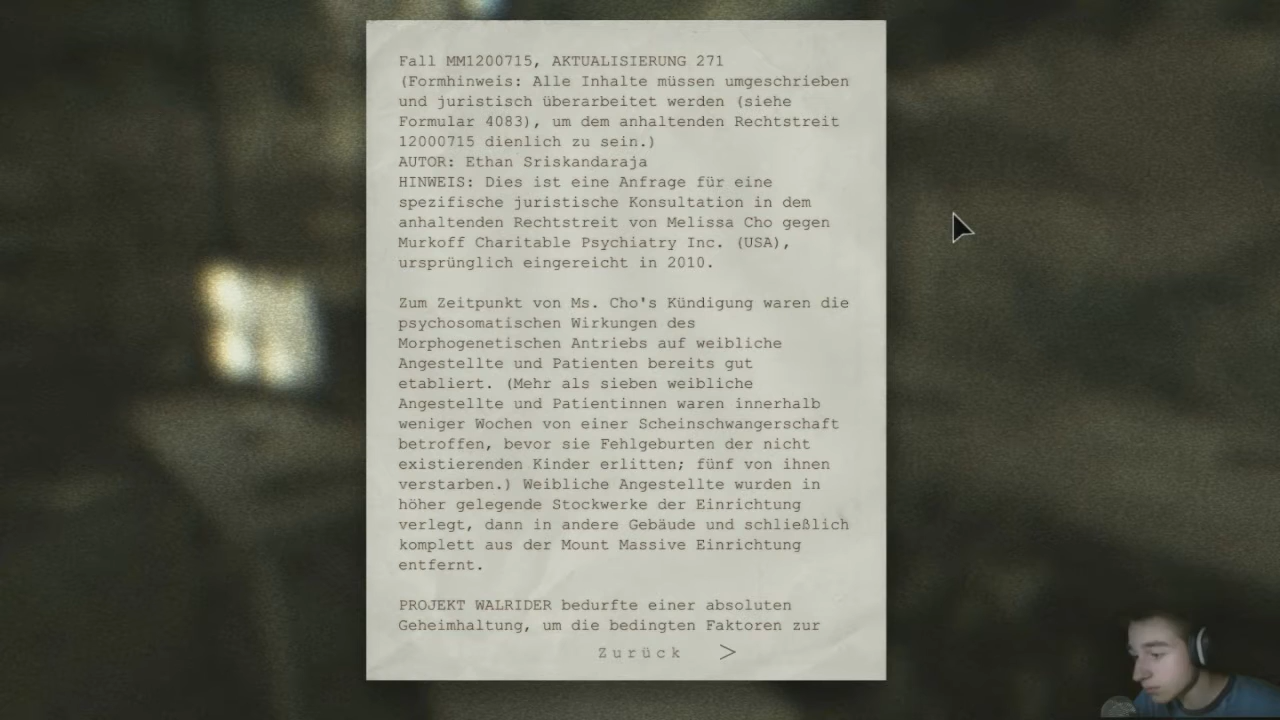 Fall MM1200715, AKTUALISIERUNG 271
(Formhinweis: Alle Inhalte müssen umgeschrieben
und juristisch überarbeitet werden (siehe
Formular 4083), um dem anhaltenden Rechtstreit
12000715 dienlich zu sein.)
AUTOR: Ethan Sriskandaraja
HINWEIS: Dies ist eine Anfrage für eine
spezifische juristische Konsultation in dem
anhaltenden Rechtstreit von Melissa Cho gegen
Murkoff Charitable Psychiatry Inc. (USA),
ursprünglich eingereicht in 2010.
Zum Zeitpunkt von Ms. Cho's Kündigung waren die
psychosomatischen Wirkungen des
Morphogenetischen Antriebs auf weibliche
Angestellte und Patienten bereits gut
etabliert. (Mehr als sieben weibliche
Angestellte und Patientinnen waren innerhalb
weniger Wochen von einer Scheinschwangerschaft
betroffen, bevor sie Fehlgeburten der nicht
existierenden Kinder erlitten; fünf von ihnen
verstarben.) Weibliche Angestellte wurden in
höher gelegende Stockwerke der Einrichtung
verlegt, dann in andere Gebäude und schließlich
komplett aus der Mount Massive Einrichtung
entfernt.
PROJEKT WALRIDER bedurfte einer absoluten
Geheimhaltung, um die bedingten Faktoren zur
Zurück >